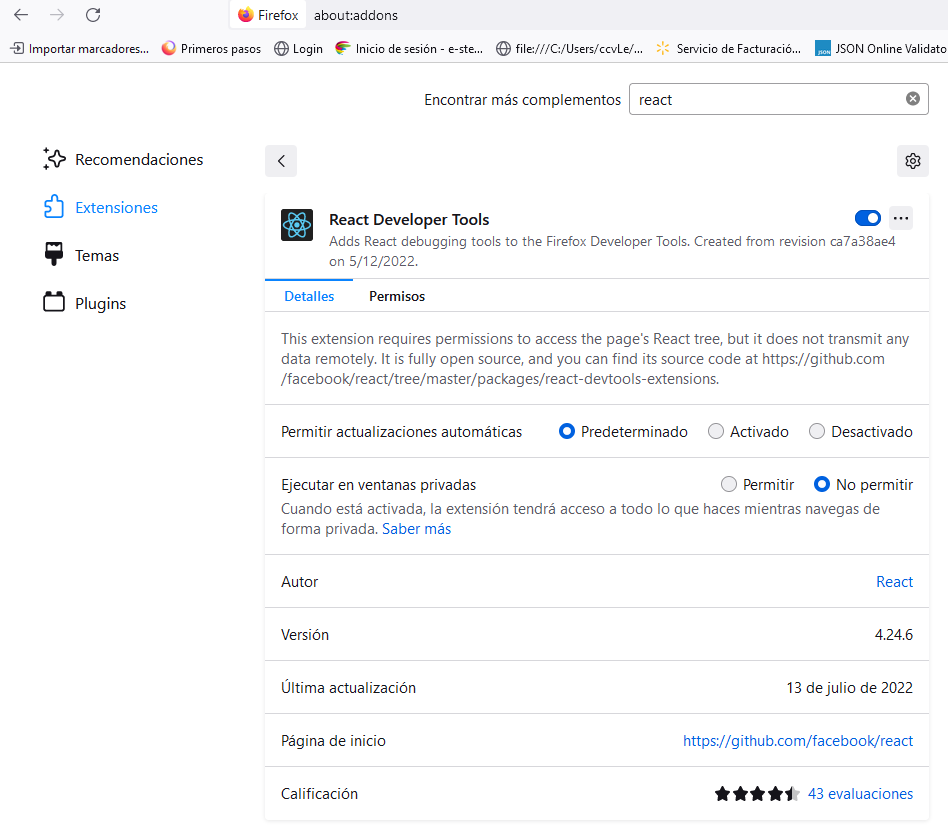 Firefox about:addons
Importar marcadores... Primeros pasos Login Inicio de sesión - e-ste... file:///C:/Users/ccvLe/... Servicio de Facturació... JSON Online Validato
Encontrar más complementos react
Recomendaciones
Extensiones
Temas
Plugins
React Developer Tools
Adds React debugging tools to the Firefox Developer Tools. Created from revision ca7a38ae4
on 5/12/2022.
Detalles Permisos
This extension requires permissions to access the page's React tree, but it does not transmit any
data remotely. It is fully open source, and you can find its source code at https://github.com
/facebook/react/tree/master/packages/react-devtools-extensions.
Permitir actualizaciones automáticas Predeterminado Activado Desactivado
Ejecutar en ventanas privadas Permitir No permitir
Cuando está activada, la extensión tendrá acceso a todo lo que haces mientras navegas de
forma privada. Saber más
Autor React
Versión 4.24.6
Última actualización 13 de julio de 2022
Página de inicio https://github.com/facebook/react
Calificación 43 evaluaciones